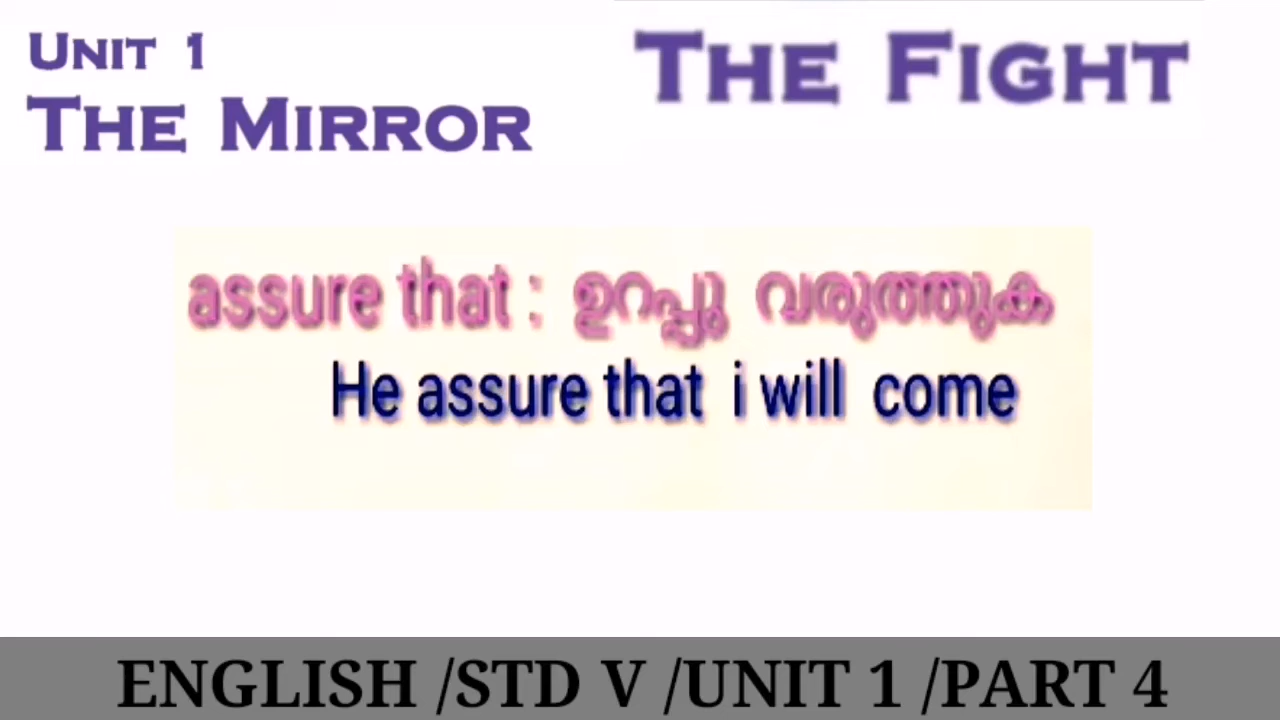 UNIT 1
THE MIRROR
THE FIGHT
assure that : ഉറപ്പു വരുത്തുക
He assure that i will come
ENGLISH /STD V /UNIT 1 /PART 4